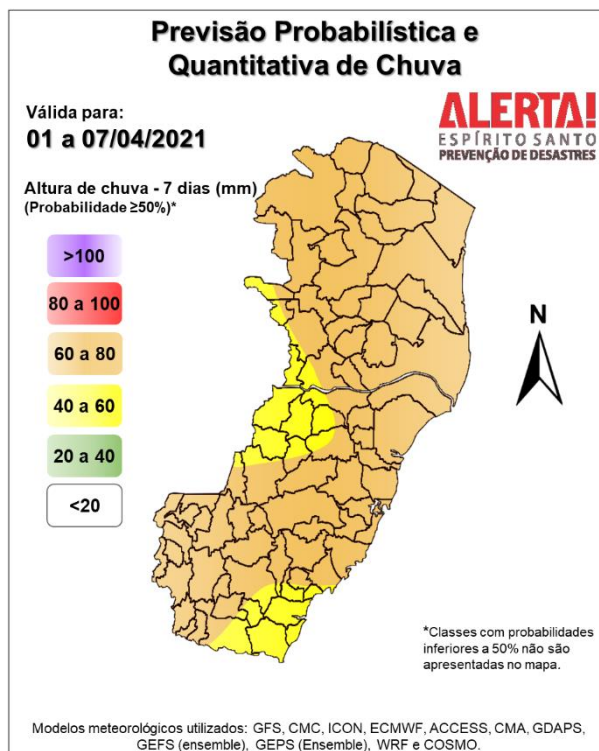 Previsão Probabilística e
Quantitativa de Chuva
Válida para:
01 a 07/04/2021
ALERTA!
ESPÍRITO SANTO
PREVENÇÃO DE DESASTRES
Altura de chuva - 7 dias (mm)
(Probabilidade ≥50%)*
>100
80 a 100
60 a 80
40 a 60
20 a 40
<20
N
*Classes com probabilidades
inferiores a 50% não são
apresentadas no mapa.
Modelos meteorológicos utilizados: GFS, CMC, ICON, ECMWF, ACCESS, CMA, GDAPS,
GEFS (ensemble), GEPS (Ensemble), WRF e COSMO.